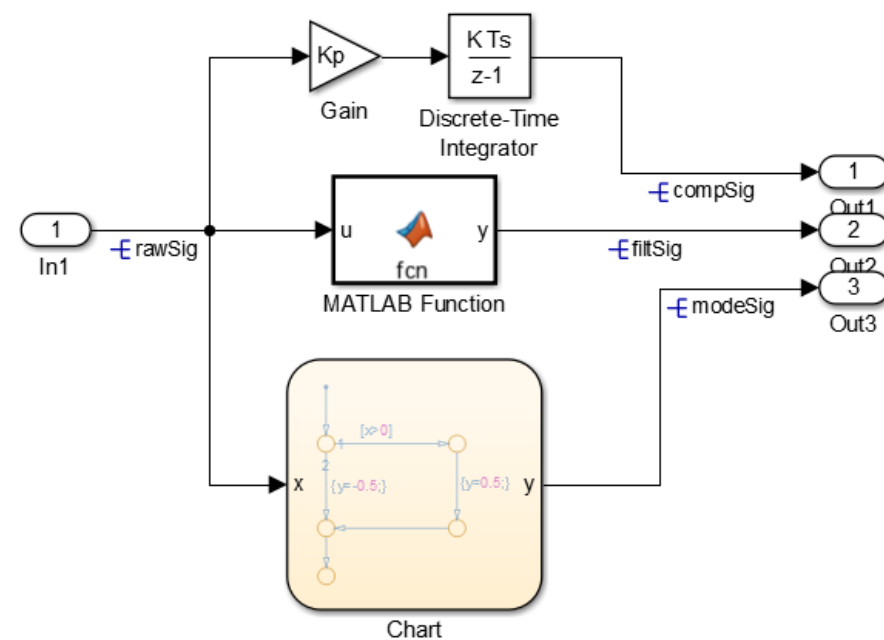 Kp
K Ts
z-1
Gain
Discrete-Time
Integrator
1
compSig
Out1
1
In1
rawSig
u
y
fcn
MATLAB Function
filtSig
2
Out2
3
modeSig
Out3
[x>0]
1
2
{y=-0.5;}
{y=0.5;}
x
y
Chart